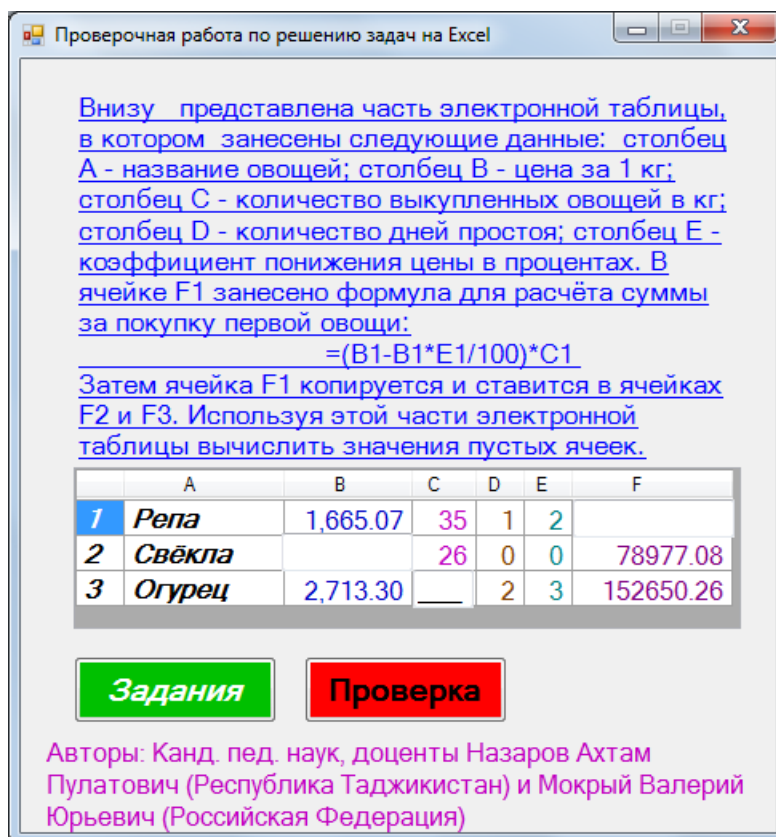 Проверочная работа по решению задач на Excel
Внизу представлена часть электронной таблицы,
в котором занесены следующие данные: столбец
A - название овощей; столбец B - цена за 1 кг;
столбец C - количество выкупленных овощей в кг;
столбец D - количество дней простоя; столбец E -
коэффициент понижения цены в процентах. В
ячейке F1 занесено формула для расчёта суммы
за покупку первой овощи:
=(B1-B1*E1/100)*C1
Затем ячейка F1 копируется и ставится в ячейках
F2 и F3. Используя этой части электронной
таблицы вычислить значения пустых ячеек.
A B C D E F
1 Репа 1,665.07 35 1 2
2 Свёкла 26 0 0 78977.08
3 Огурец 2,713.30 ___ 2 3 152650.26
Задания Проверка
Авторы: Канд. пед. наук, доценты Назаров Ахтам
Пулатович (Республика Таджикистан) и Мокрый Валерий
Юрьевич (Российская Федерация)